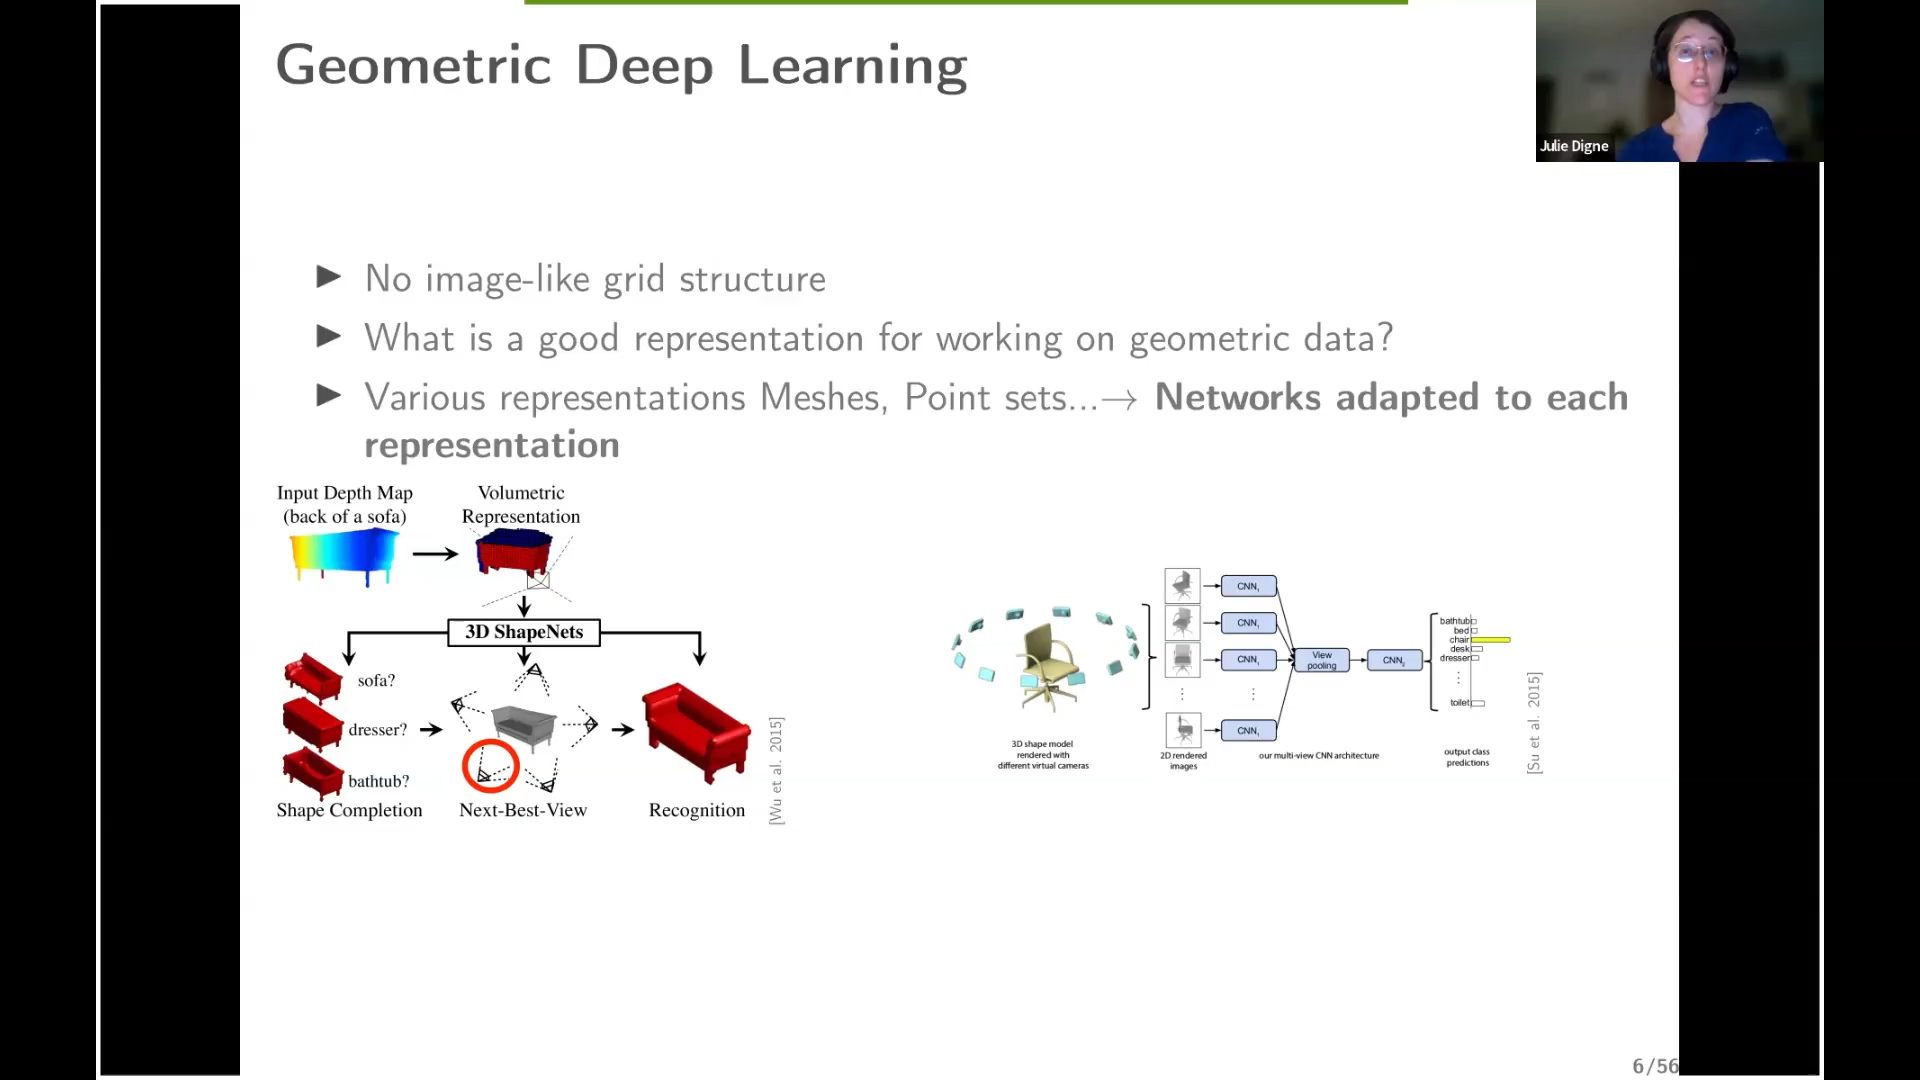 Geometric Deep Learning
Julie Digne
No image-like grid structure
What is a good representation for working on geometric data?
Various representations Meshes, Point sets...→ Networks adapted to each
representation
Input Depth Map
(back of a sofa)
Volumetric
Representation
3D ShapeNets
sofa?
dresser?
bathtub?
Shape Completion
Next-Best-View
Recognition
[Wu et al. 2015]
3D shape model
rendered with
different virtual cameras
2D rendered
images
CNN₁
CNN₁
CNN₁
CNN₁
View
pooling
CNN₂
our multi-view CNN architecture
bathtub
bed
chair
desk
dresser
toilet
output class
predictions
[Su et al. 2015]
6/56